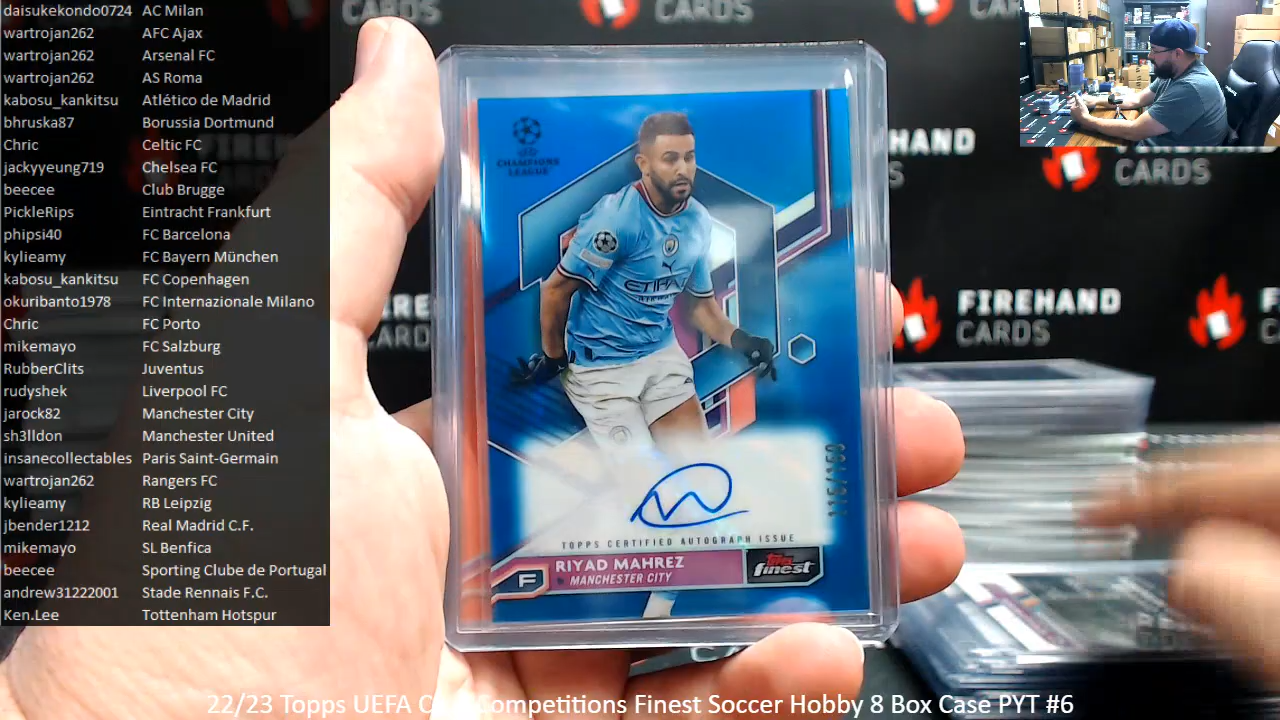 daisukekondo0724 AC Milan
wartrojan262 AFC Ajax
wartrojan262 Arsenal FC
wartrojan262 AS Roma
kabosu_kankitsu Atlético de Madrid
bhruska87 Borussia Dortmund
Chric Celtic FC
jackyyeung719 Chelsea FC
beecee Club Brugge
PickleRips Eintracht Frankfurt
phipsi40 FC Barcelona
kylieamy FC Bayern München
kabosu_kankitsu FC Copenhagen
okuribanto1978 FC Internazionale Milano
Chric FC Porto
mikemayo FC Salzburg
RubberClits Juventus
rudyshek Liverpool FC
jarock82 Manchester City
sh3lldon Manchester United
insanecollectables Paris Saint-Germain
wartrojan262 Rangers FC
kylieamy RB Leipzig
jbender1212 Real Madrid C.F.
mikemayo SL Benfica
beecee Sporting Clube de Portugal
andrew31222001 Stade Rennais F.C.
Ken.Lee Tottenham Hotspur
CARDS
CARDS
CHAMPIONS
LEAGUE
ETIHAD
AIRWAYS
TOPPS CERTIFIED AUTOGRAPH ISSUE
RIYAD MAHREZ
MANCHESTER CITY
F
Topps
finest
CARDS
FIREHAND
CARDS
22/23 Topps UEFA Competitions Finest Soccer Hobby 8 Box Case PYT #6